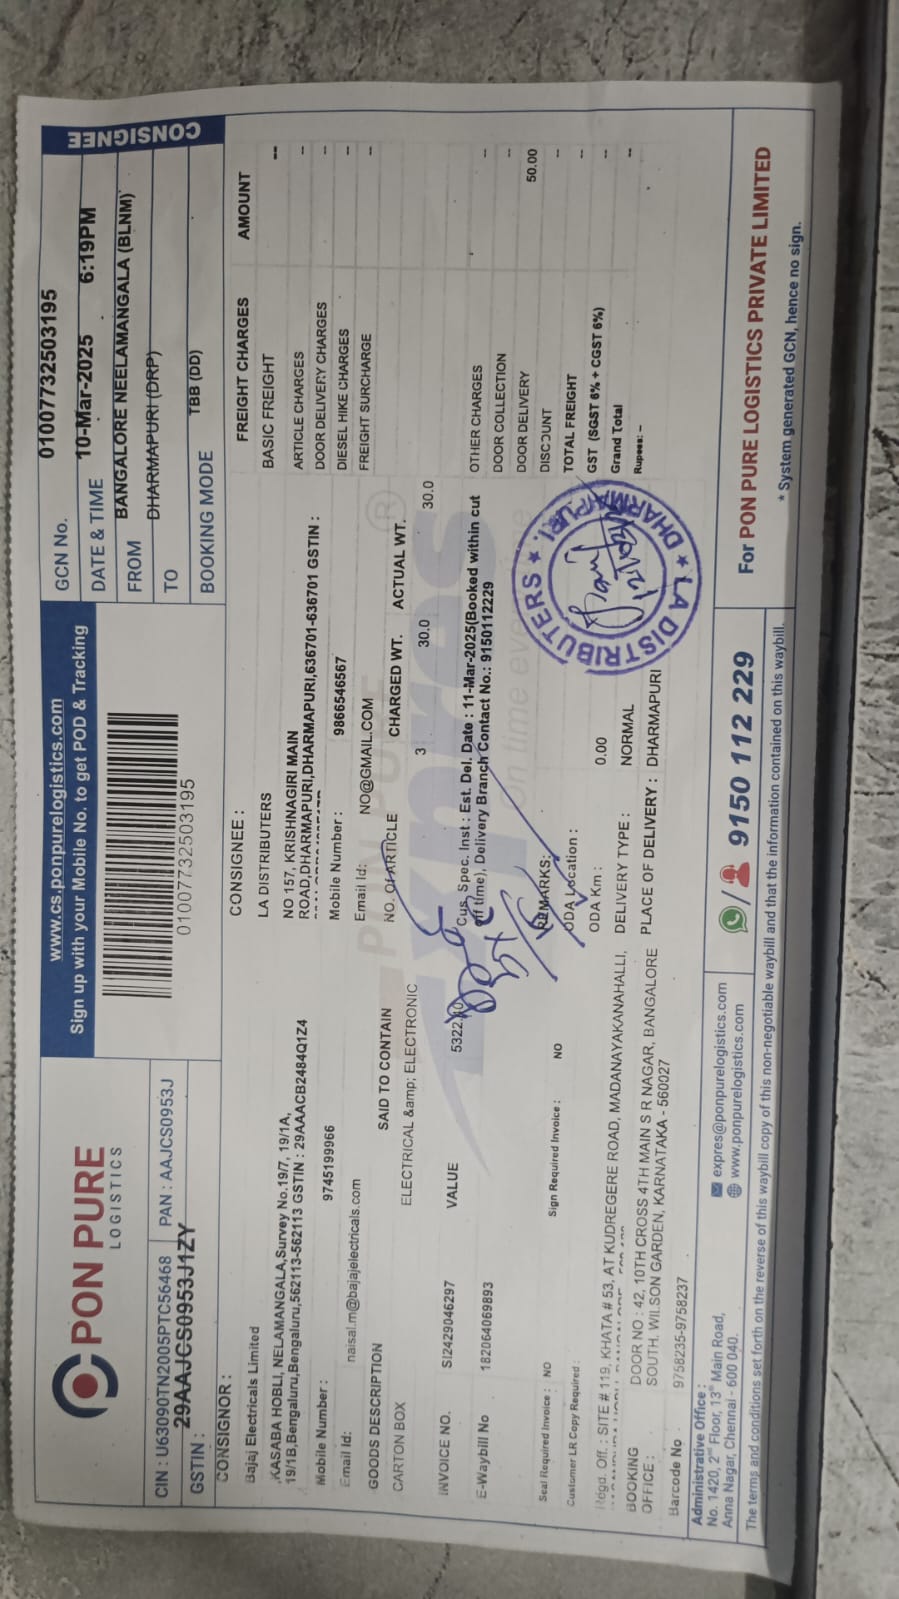 PON PURE
LOGISTICS
CIN : U63090TN2005PTC56468 PAN : AAJCS0953J
GSTIN : 29AAJCS0953J1ZY
www.cs.ponpurelogistics.com
Sign up with your Mobile No. to get POD & Tracking
0100773250​3195
GCN No. 01007732503195
DATE & TIME 10-Mar-2025 6:19PM
FROM BANGALORE NEELAMANGALA (BLNM)
TO DHARMAPURI (DRP)
BOOKING MODE TBB (DD)
CONSIGNEE
CONSIGNOR :
Bajaj Electricals Limited
KASABA HOBLI, NELAMANGALA,Survey No.19/7, 19/1A,
19/1B,Bengaluru,Bengaluru,562113-562113 GSTIN : 29AAACB2484Q1Z4
Mobile Number : 9745199966
Email Id: naisal.m@bajajelectricals.com
CONSIGNEE :
LA DISTRIBUTERS
NO 157, KRISHNAGIRI MAIN
ROAD,DHARMAPURI,DHARMAPURI,636701-636701 GSTIN :
Mobile Number : 9866546567
Email Id: NO@GMAIL.COM
GOODS DESCRIPTION SAID TO CONTAIN NO. Of ARTICLE CHARGED WT. ACTUAL WT.
CARTON BOX ELECTRICAL &amp; ELECTRONIC 3 30.0 30.0
INVOICE NO. SI2429046297 VALUE
E-Waybill No 182064069893
Cus. Spec. Inst : Est. Del. Date : 11-Mar-2025(Booked within cut
off time), Delivery Branch Contact No.: 9150112229
Seal Required Invoice : NO Sign Required Invoice : NO
Customer LR Copy Required :
REMARKS:
ODA Location :
ODA Km : 0.00
DELIVERY TYPE : NORMAL
PLACE OF DELIVERY : DHARMAPURI
Regd. Off. : SITE # 119, KHATA # 53, AT KUDREGERE ROAD, MADANAYAKANAHALLI,
BOOKING OFFICE : DOOR NO : 42, 10TH CROSS 4TH MAIN S R NAGAR, BANGALORE
SOUTH. WILSON GARDEN, KARNATAKA - 560027
Barcode No 9758235-9758237
FREIGHT CHARGES AMOUNT
BASIC FREIGHT --
ARTICLE CHARGES --
DOOR DELIVERY CHARGES --
DIESEL HIKE CHARGES --
FREIGHT SURCHARGE --
OTHER CHARGES --
DOOR COLLECTION --
DOOR DELIVERY 50.00
DISCOUNT --
TOTAL FREIGHT --
GST (SGST 6% + CGST 6%) --
Grand Total --
Rupees: –
LA DISTRIBUTERS ★ DHARMAPURI. ★
Administrative Office :
No. 1420, 2nd Floor, 13th Main Road,
Anna Nagar, Chennai - 600 040.
expres@ponpurelogistics.com
www.ponpurelogistics.com
9150 112 229
For PON PURE LOGISTICS PRIVATE LIMITED
* System generated GCN, hence no sign.
The terms and conditions set forth on the reverse of this waybill copy of this non-negotiable waybill and that the information contained on this waybill.